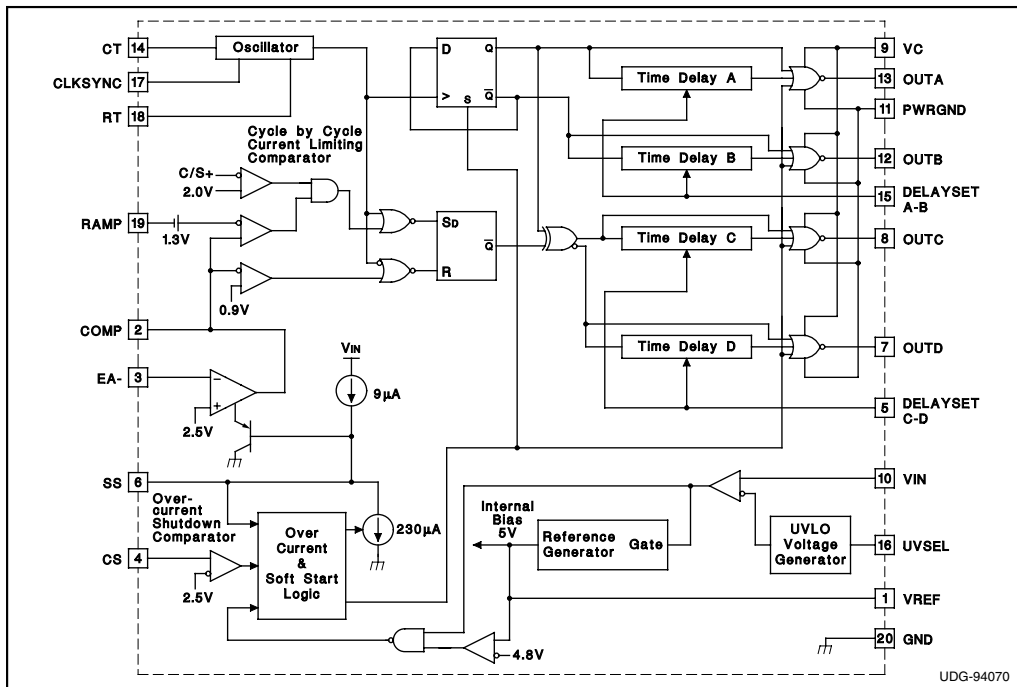 CT 14
Oscillator
CLKSYNC 17
RT 18
D Q
> S Q
Time Delay A
9 VC
13 OUTA
11 PWRGND
Cycle by Cycle
Current Limiting
Comparator
C/S+
2.0V
Time Delay B
12 OUTB
15 DELAYSET
A-B
RAMP 19
1.3V
SD
Q
R
Time Delay C
8 OUTC
0.9V
COMP 2
Time Delay D
7 OUTD
EA- 3
–
+
2.5V
VIN
9µA
5 DELAYSET
C-D
SS 6
Over-
current
Shutdown
Comparator
Over
Current
&
Soft Start
Logic
230µA
CS 4
2.5V
Internal
Bias
5V
Reference
Generator
Gate
10 VIN
UVLO
Voltage
Generator
16 UVSEL
1 VREF
4.8V
20 GND
UDG-94070